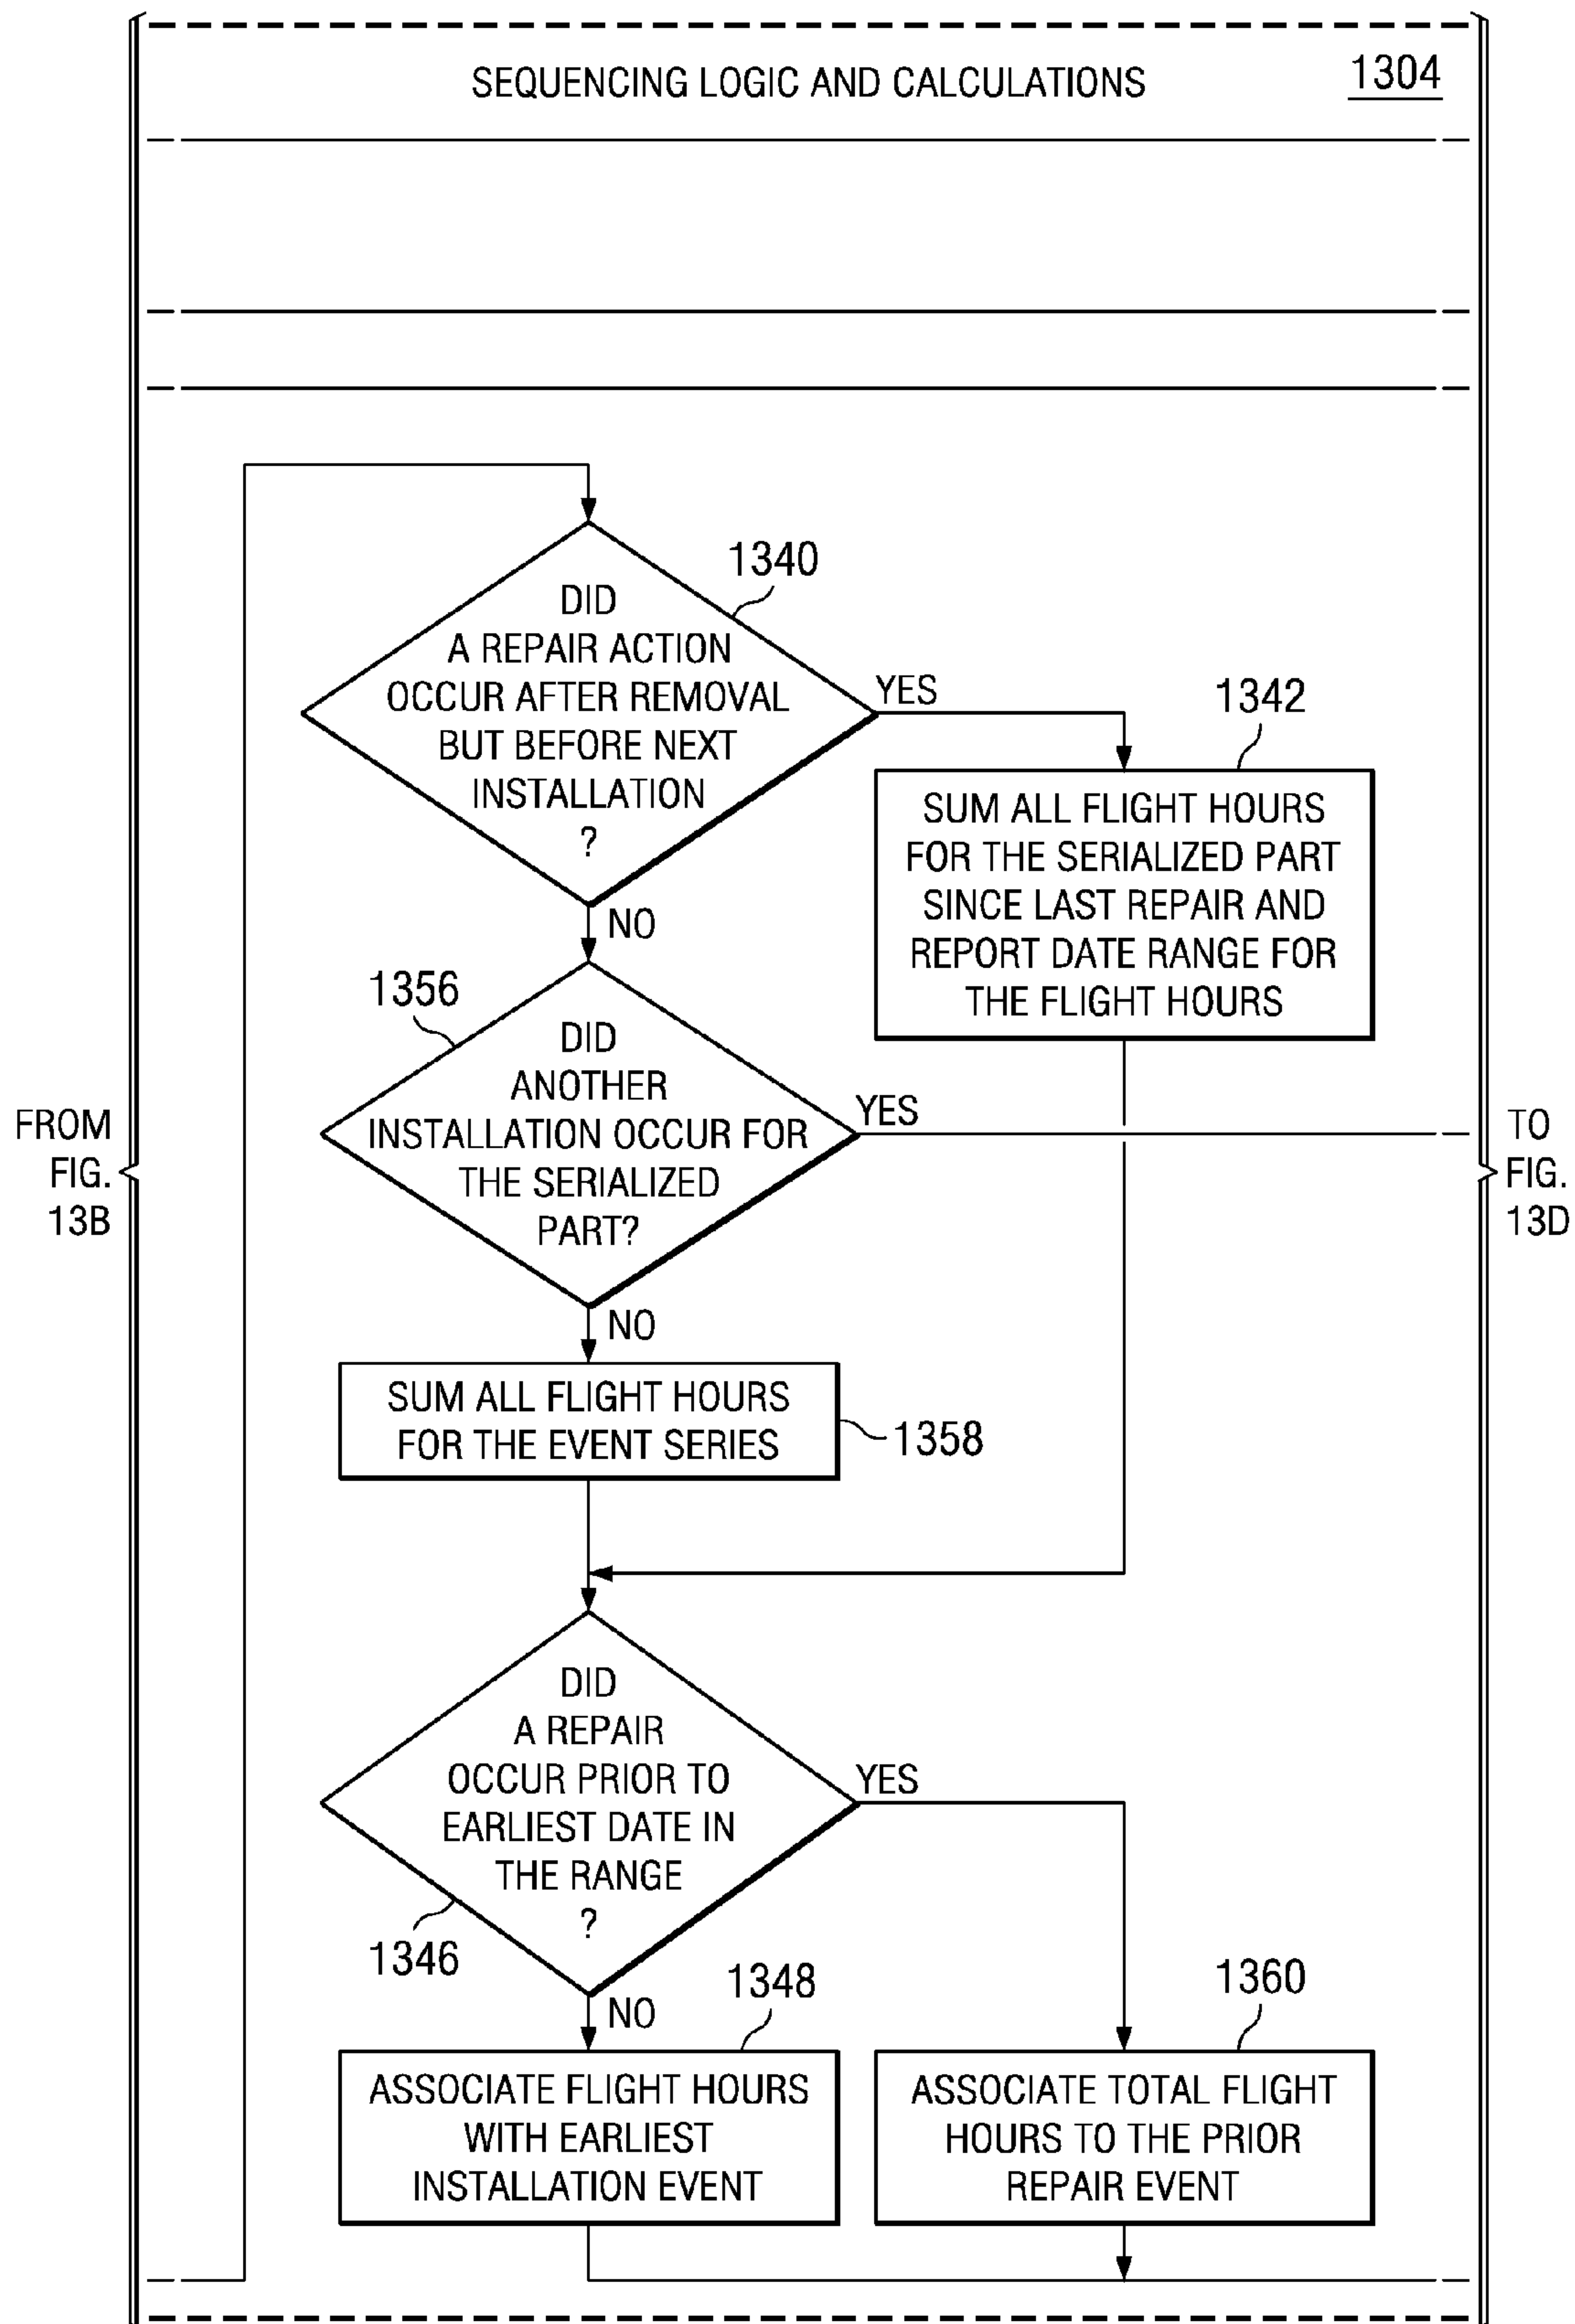 SEQUENCING LOGIC AND CALCULATIONS
1304
1340
DID
A REPAIR ACTION
OCCUR AFTER REMOVAL
BUT BEFORE NEXT
INSTALLATION
?
YES
NO
1342
SUM ALL FLIGHT HOURS
FOR THE SERIALIZED PART
SINCE LAST REPAIR AND
REPORT DATE RANGE FOR
THE FLIGHT HOURS
1356
DID
ANOTHER
INSTALLATION OCCUR FOR
THE SERIALIZED
PART?
YES
NO
FROM
FIG.
13B
TO
FIG.
13D
SUM ALL FLIGHT HOURS
FOR THE EVENT SERIES
1358
DID
A REPAIR
OCCUR PRIOR TO
EARLIEST DATE IN
THE RANGE
?
YES
1346
NO
1348
ASSOCIATE FLIGHT HOURS
WITH EARLIEST
INSTALLATION EVENT
1360
ASSOCIATE TOTAL FLIGHT
HOURS TO THE PRIOR
REPAIR EVENT